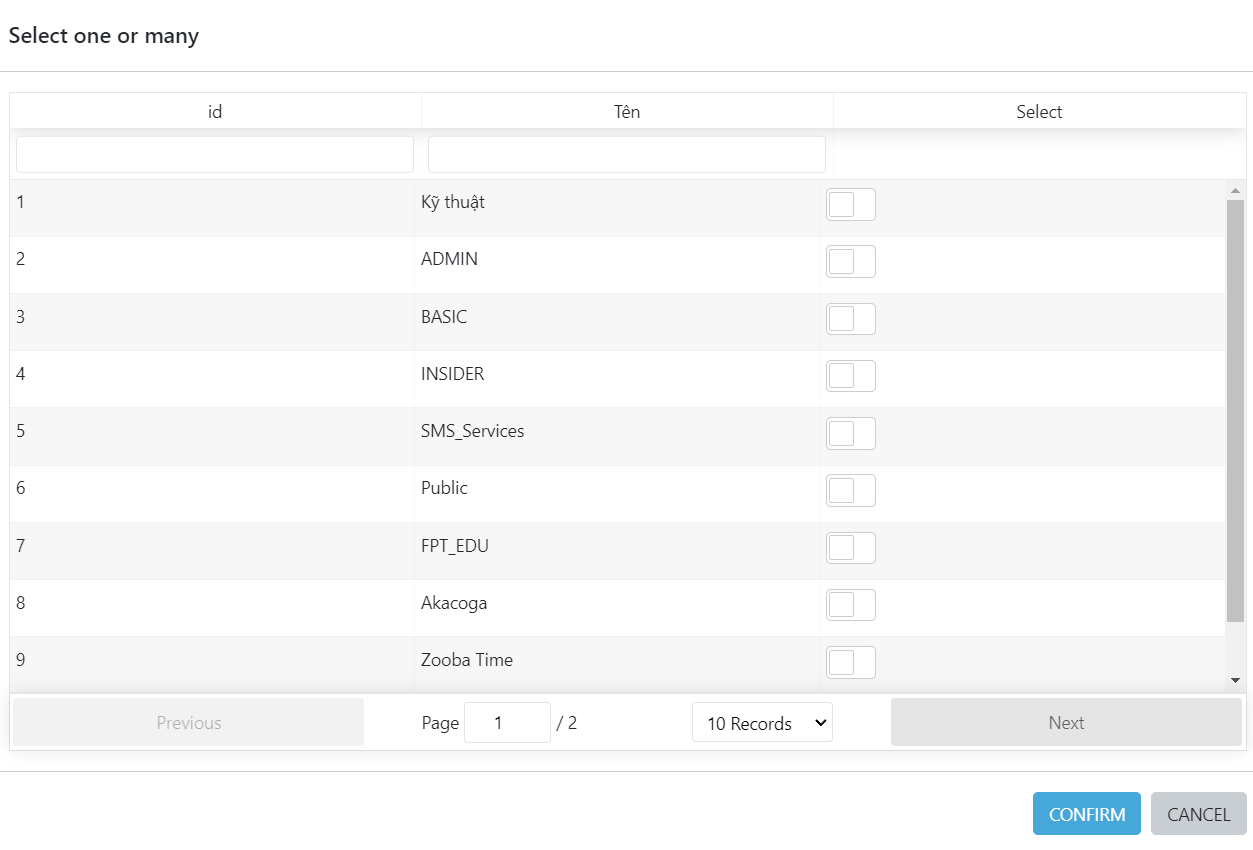 Select one or many
id Tên Select
1 Kỹ thuật
2 ADMIN
3 BASIC
4 INSIDER
5 SMS_Services
6 Public
7 FPT_EDU
8 Akacoga
9 Zooba Time
Previous Page 1 / 2 10 Records Next
CONFIRM CANCEL